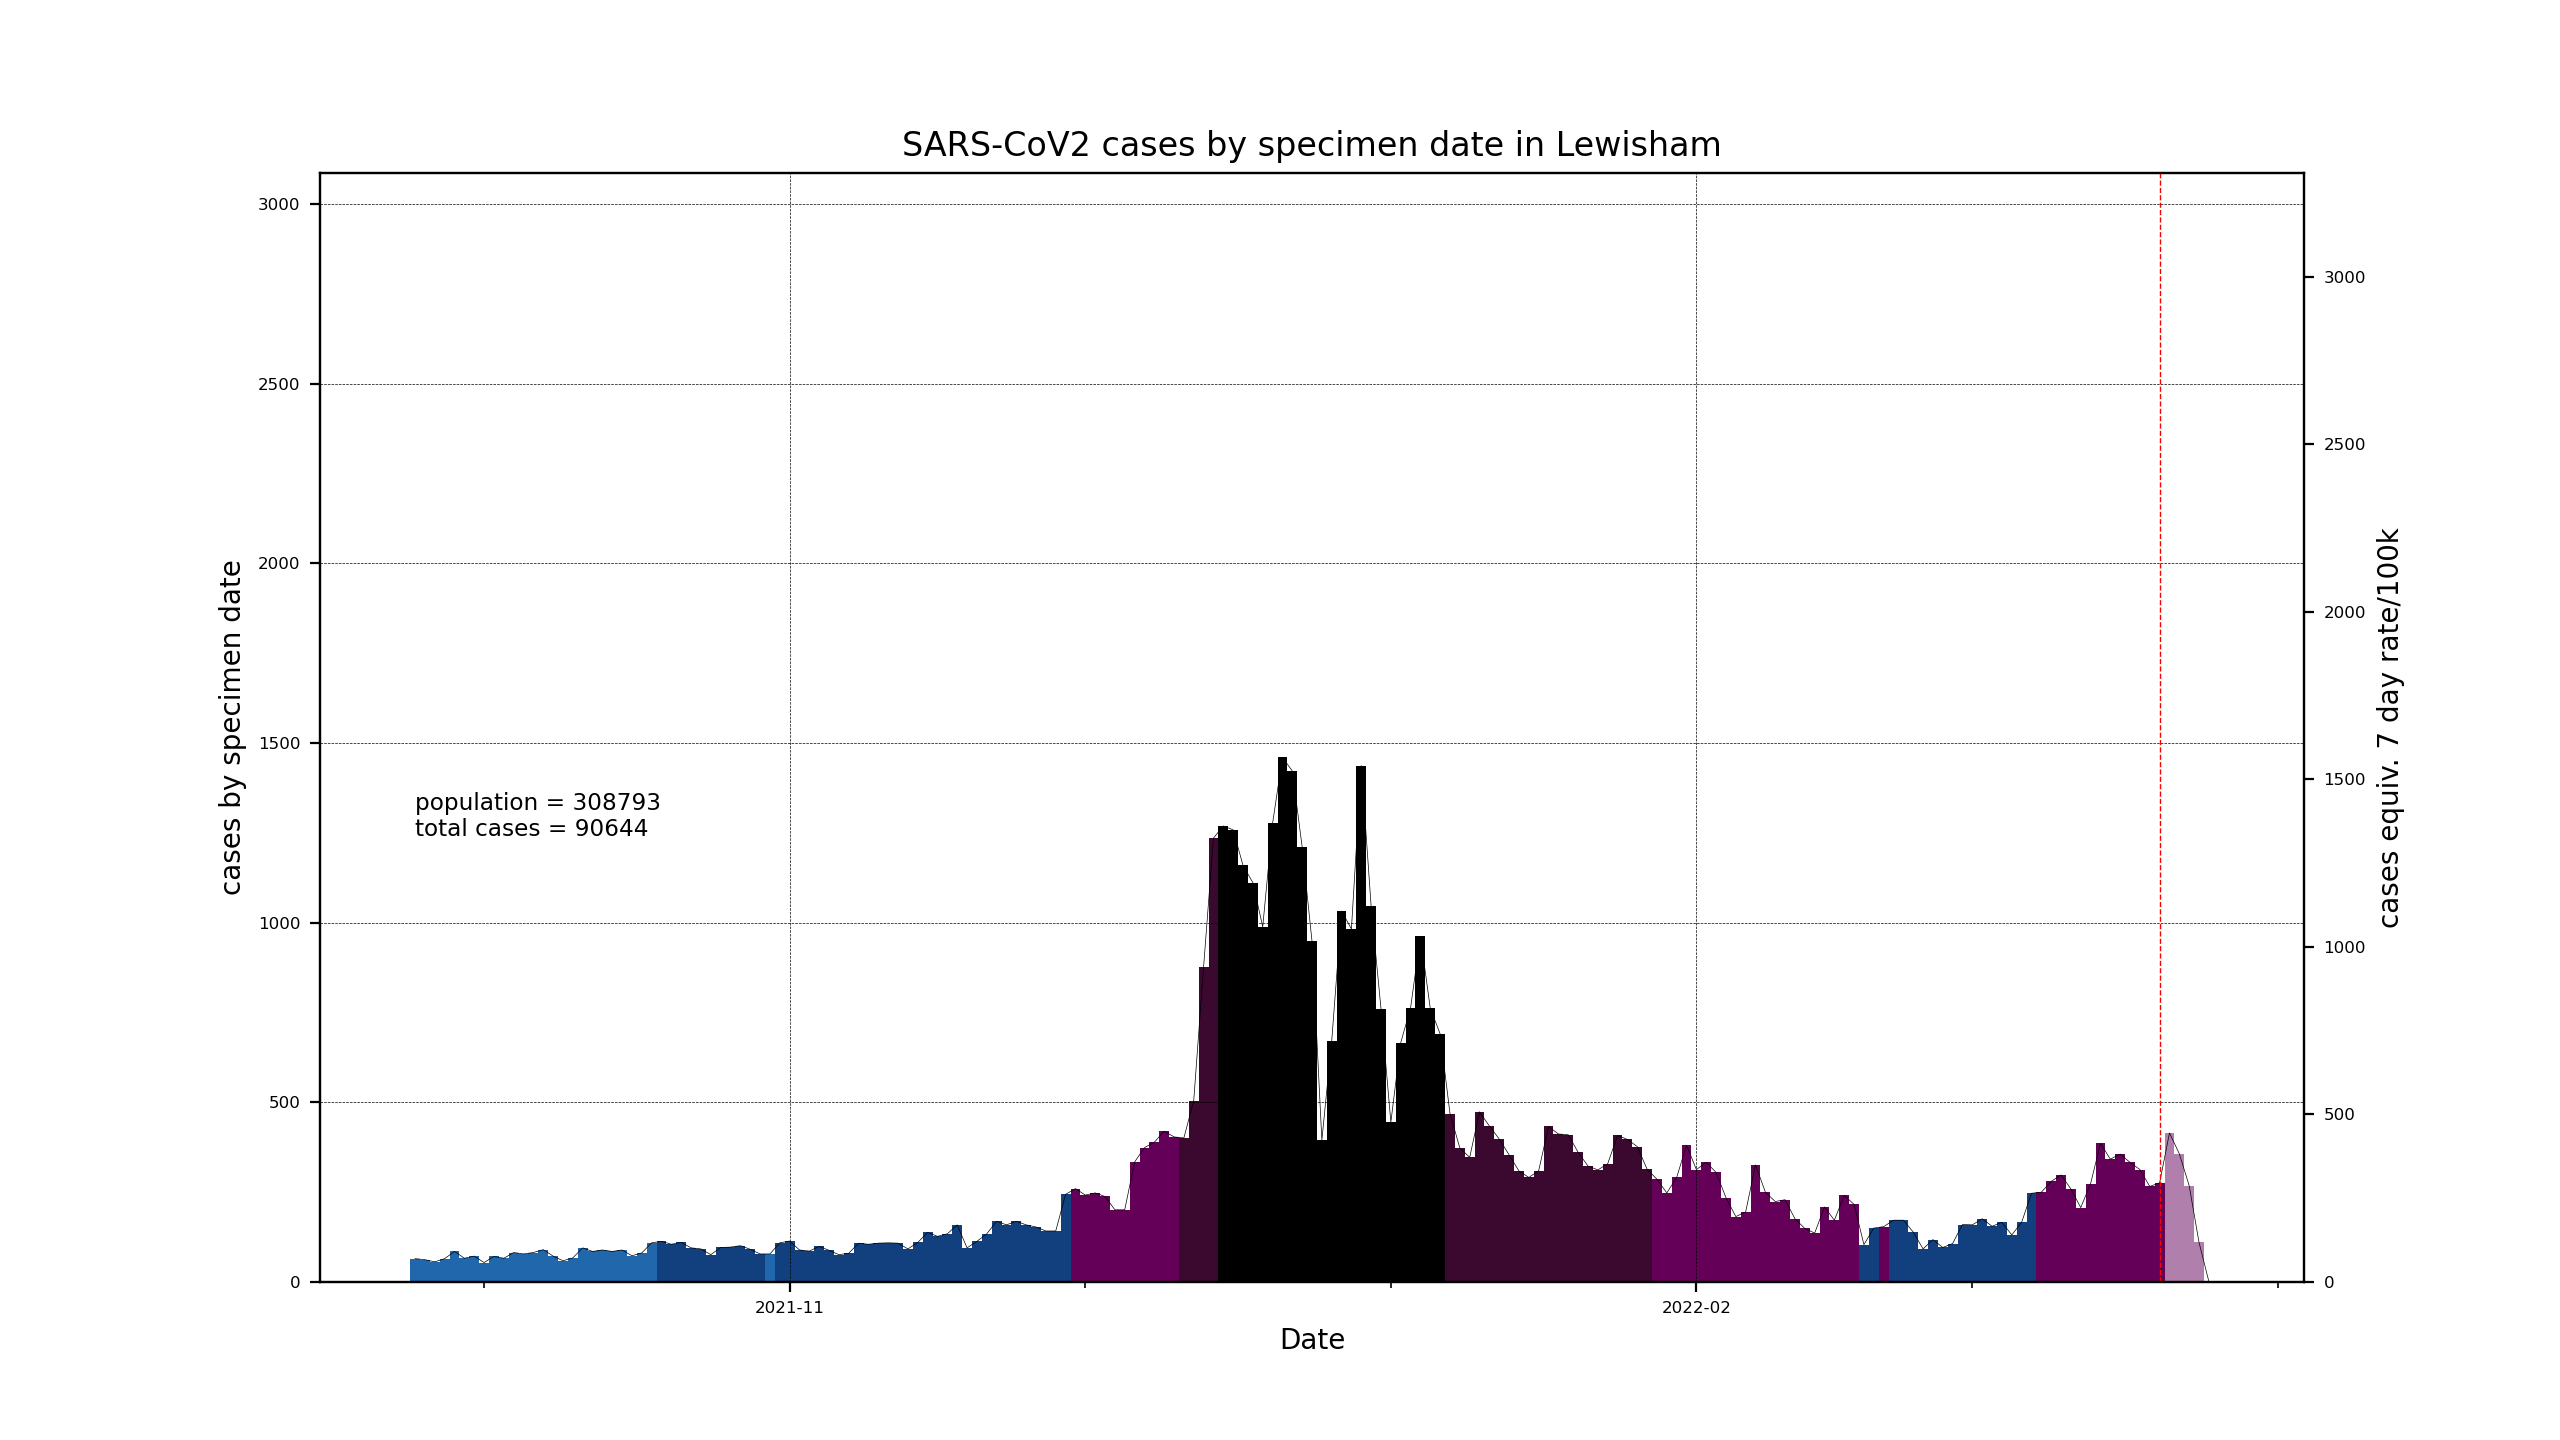 SARS-CoV2 cases by specimen date in Lewisham
cases by specimen date
3000
2500
2000
1500
1000
500
0
population = 308793
total cases = 90644
3000
2500
2000
1500
1000
500
0
cases equiv. 7 day rate/100k
2021-11
2022-02
Date